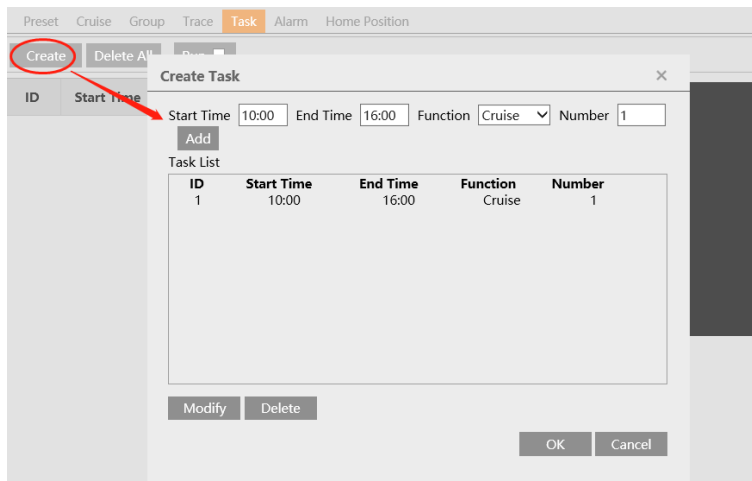 Preset Cruise Group Trace Task Alarm Home Position
Create Delete All Run
Create Task ×
ID Start Time
Start Time 10:00 End Time 16:00 Function Cruise Number 1
Add
Task List
ID Start Time End Time Function Number
1 10:00 16:00 Cruise 1
Modify Delete
OK Cancel